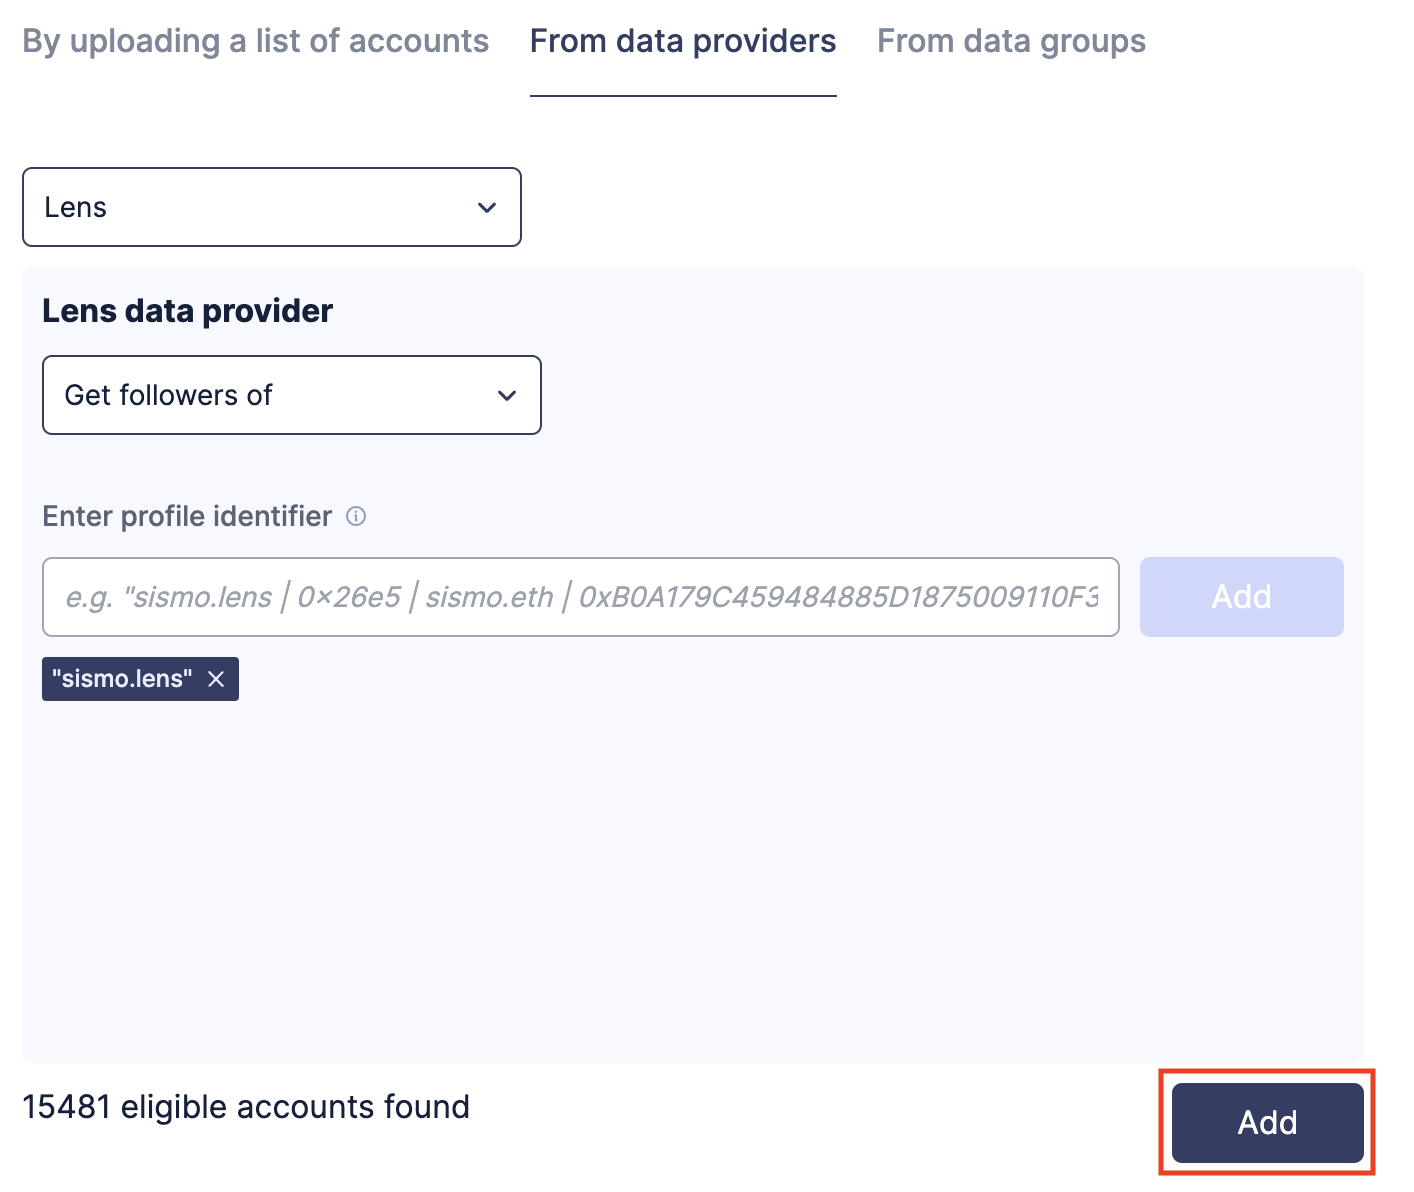 By uploading a list of accounts From data providers From data groups
Lens
Lens data provider
Get followers of
Enter profile identifier
e.g. "sismo.lens | 0×26e5 | sismo.eth | 0xB0A179C459484885D1875009110F3
Add
"sismo.lens"
15481 eligible accounts found
Add